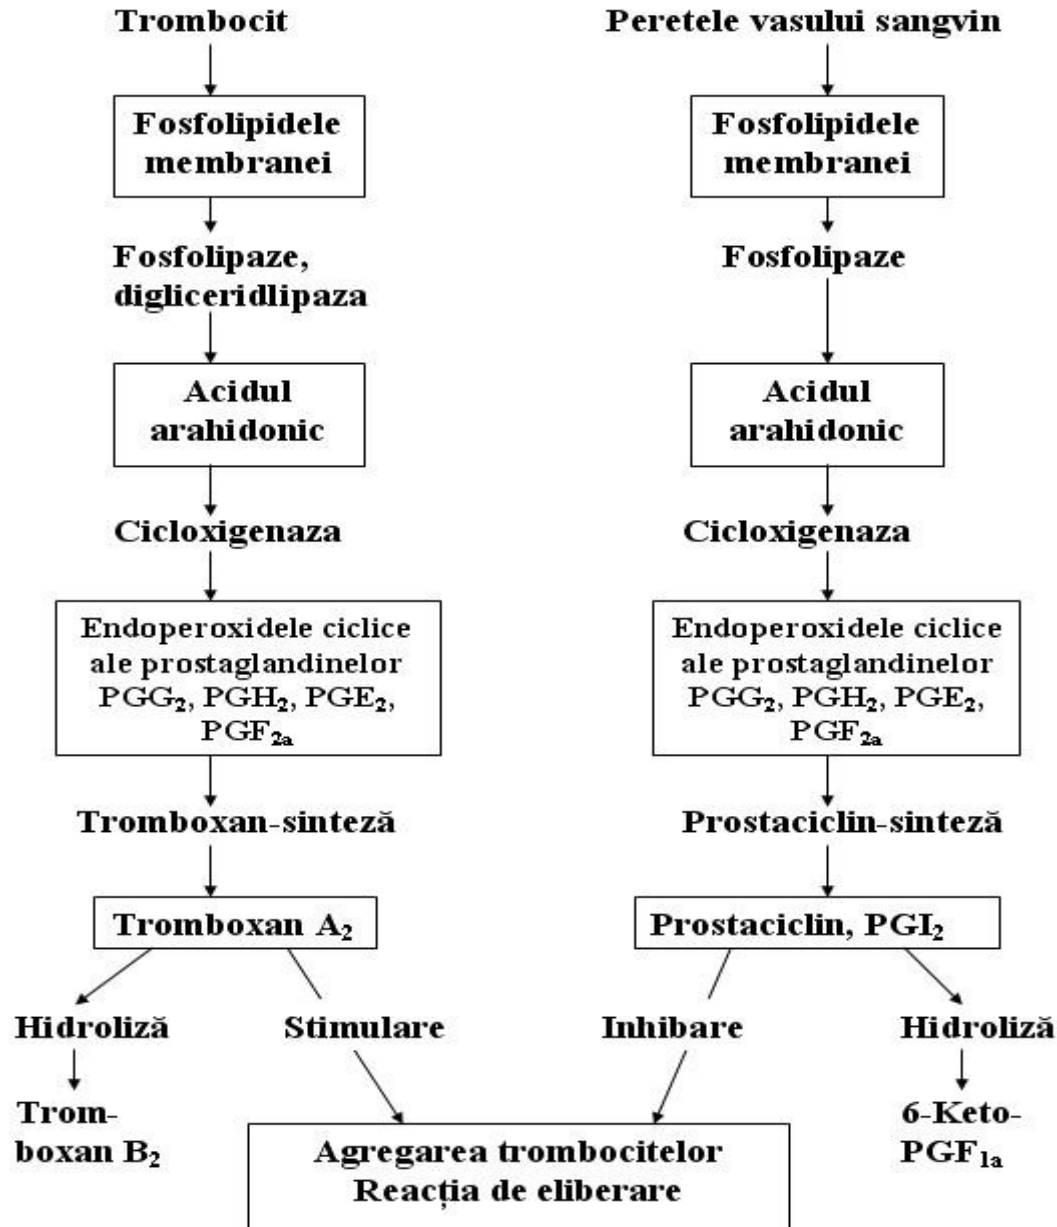 Trombocit
Fosfolipidele
membranei
Fosfolipaze,
digliceridlipaza
Acidul
arahidonic
Cicloxigenaza
Endoperoxidele ciclice
ale prostaglandinelor
PGG₂, PGH₂, PGE₂,
PGF₂ₐ
Tromboxan-sinteză
Tromboxan A₂
Hidroliză
Stimulare
Trom-
boxan B₂
Peretele vasului sangvin
Fosfolipidele
membranei
Fosfolipaze
Acidul
arahidonic
Cicloxigenaza
Endoperoxidele ciclice
ale prostaglandinelor
PGG₂, PGH₂, PGE₂,
PGF₂ₐ
Prostaciclin-sinteză
Prostaciclin, PGI₂
Inhibare
Hidroliză
6-Keto-
PGF₁ₐ
Agregarea trombocitelor
Reacția de eliberare